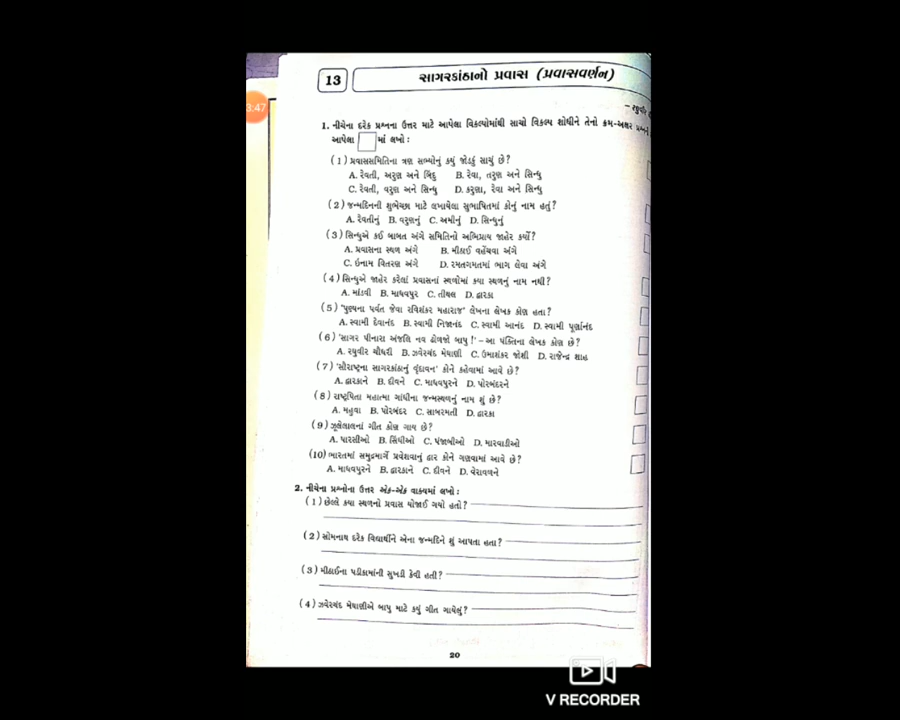 13
સાગરકાંઠાનો પ્રવાસ (પ્રવાસવર્ણન)
3:47
– રઘુવીર
1. નીચેના દરેક પ્રશ્નના ઉત્તર માટે આપેલા વિકલ્પોમાંથી સાચો વિકલ્પ શોધીને તેનો ક્રમ-અક્ષર પ્રશ્નને
આપેલા માં લખો :
(1) પ્રવાસસમિતિના ત્રણ સભ્યોનું કયું જોડકું સાચું છે?
A. રેવતી, અરુણ અને બિંદુ B. રેવા, તરુણ અને સિન્ધુ
C. રેવતી, વરુણ અને સિન્ધુ D. કરુણા, રેવા અને સિન્ધુ
(2) જન્મદિનની શુભેચ્છા માટે લખાયેલા સુભાષિતમાં કોનું નામ હતું?
A. રેવતીનું B. વરુણનું C. અમીનું D. સિન્ધુનું
(3) સિન્ધુએ કઈ બાબત અંગે સમિતિનો અભિપ્રાય જાહેર કર્યો?
A. પ્રવાસના સ્થળ અંગે B. મીઠાઈ વહેંચવા અંગે
C. ઇનામ વિતરણ અંગે D. રમતગમતમાં ભાગ લેવા અંગે
(4) સિન્ધુએ જાહેર કરેલાં પ્રવાસનાં સ્થળોમાં કયા સ્થળનું નામ નથી?
A. માંડવી B. માધવપુર C. તીથલ D. દ્વારકા
(5) 'પુણ્યના પર્વત જેવા રવિશંકર મહારાજ' લેખના લેખક કોણ હતા?
A. સ્વામી દેવાનંદ B. સ્વામી નિજાનંદ C. સ્વામી આનંદ D. સ્વામી પૂર્ણાનંદ
(6) 'સાગર પીનારા અંજલિ નવ ઢોળજો બાપુ !' – આ પંક્તિના લેખક કોણ છે?
A. રઘુવીર ચૌધરી B. ઝવેરચંદ મેઘાણી C. ઉમાશંકર જોશી D. રાજેન્દ્ર શાહ
(7) 'સૌરાષ્ટ્રના સાગરકાંઠાનું વૃંદાવન' કોને કહેવામાં આવે છે?
A. દ્વારકાને B. દીવને C. માધવપુરને D. પોરબંદરને
(8) રાષ્ટ્રપિતા મહાત્મા ગાંધીના જન્મસ્થળનું નામ શું છે?
A. મહુવા B. પોરબંદર C. સાબરમતી D. દ્વારકા
(9) ઝૂલેલાલનાં ગીત કોણ ગાય છે?
A. પારસીઓ B. સિંધીઓ C. પંજાબીઓ D. મારવાડીઓ
(10) ભારતમાં સમુદ્રમાર્ગે પ્રવેશવાનું દ્વાર કોને ગણવામાં આવે છે?
A. માધવપુરને B. દ્વારકાને C. દીવને D. વેરાવળને
2. નીચેના પ્રશ્નોના ઉત્તર એક-એક વાક્યમાં લખો :
(1) છેલ્લે કયા સ્થળનો પ્રવાસ યોજાઈ ગયો હતો?
(2) સોમનાથ દરેક વિદ્યાર્થીને એના જન્મદિને શું આપતા હતા?
(3) મીઠાઈના પડીકામાંની સુખડી કેવી હતી?
(4) ઝવેરચંદ મેઘાણીએ બાપુ માટે કયું ગીત ગાયેલું?
20
V RECORDER